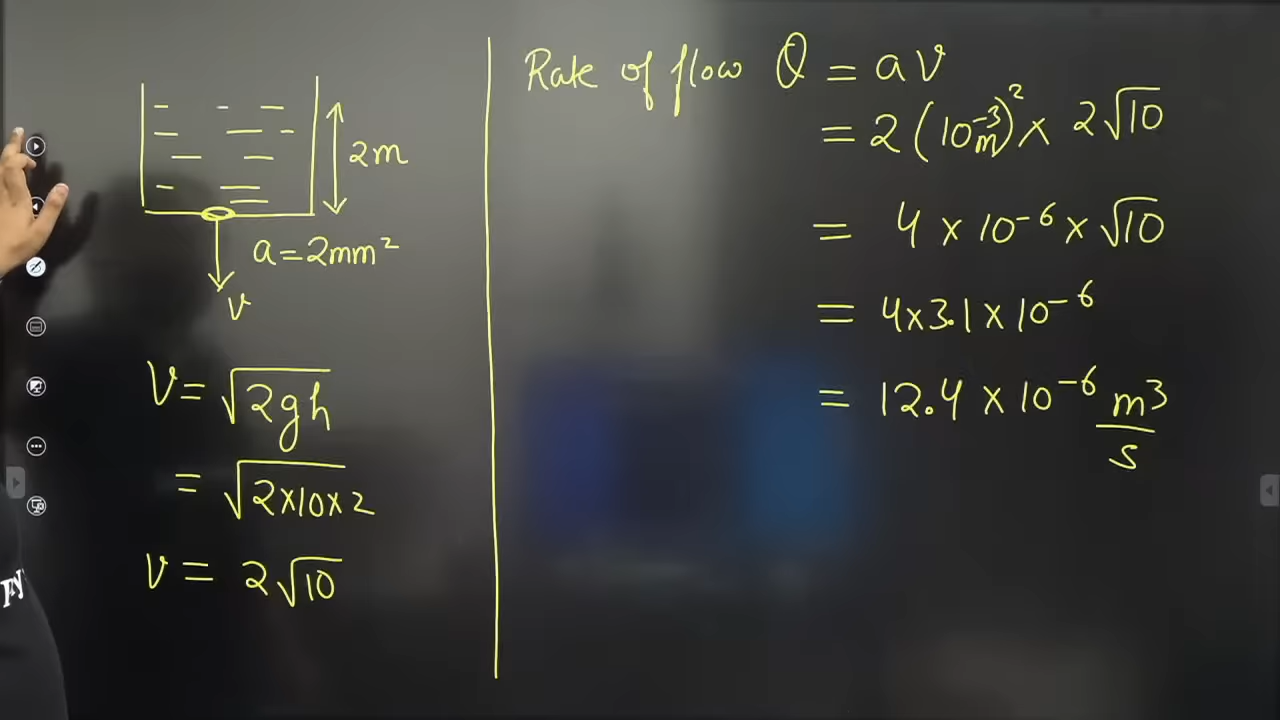 2m
a = 2mm²
v
V = √2gh
= √2×10×2
v = 2√10
Rate of flow Q = av
= 2(10⁻³m)² × 2√10
= 4 × 10⁻⁶ × √10
= 4×3.1×10⁻⁶
= 12.4 × 10⁻⁶ m³/s